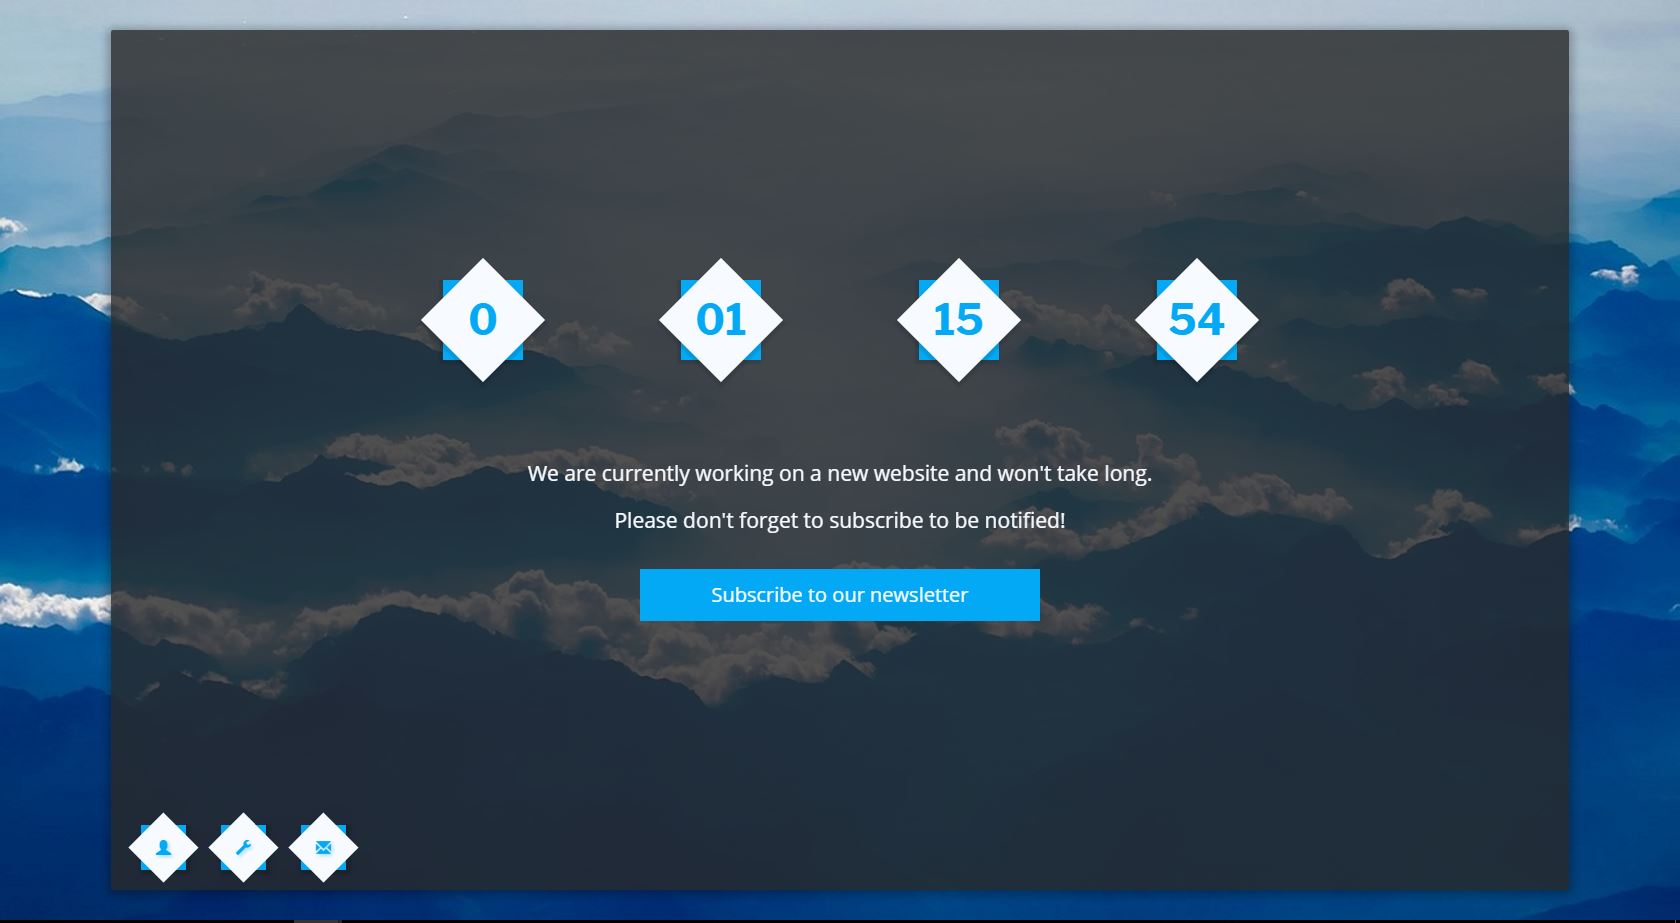 0
01
15
54
We are currently working on a new website and won't take long.
Please don't forget to subscribe to be notified!
Subscribe to our newsletter